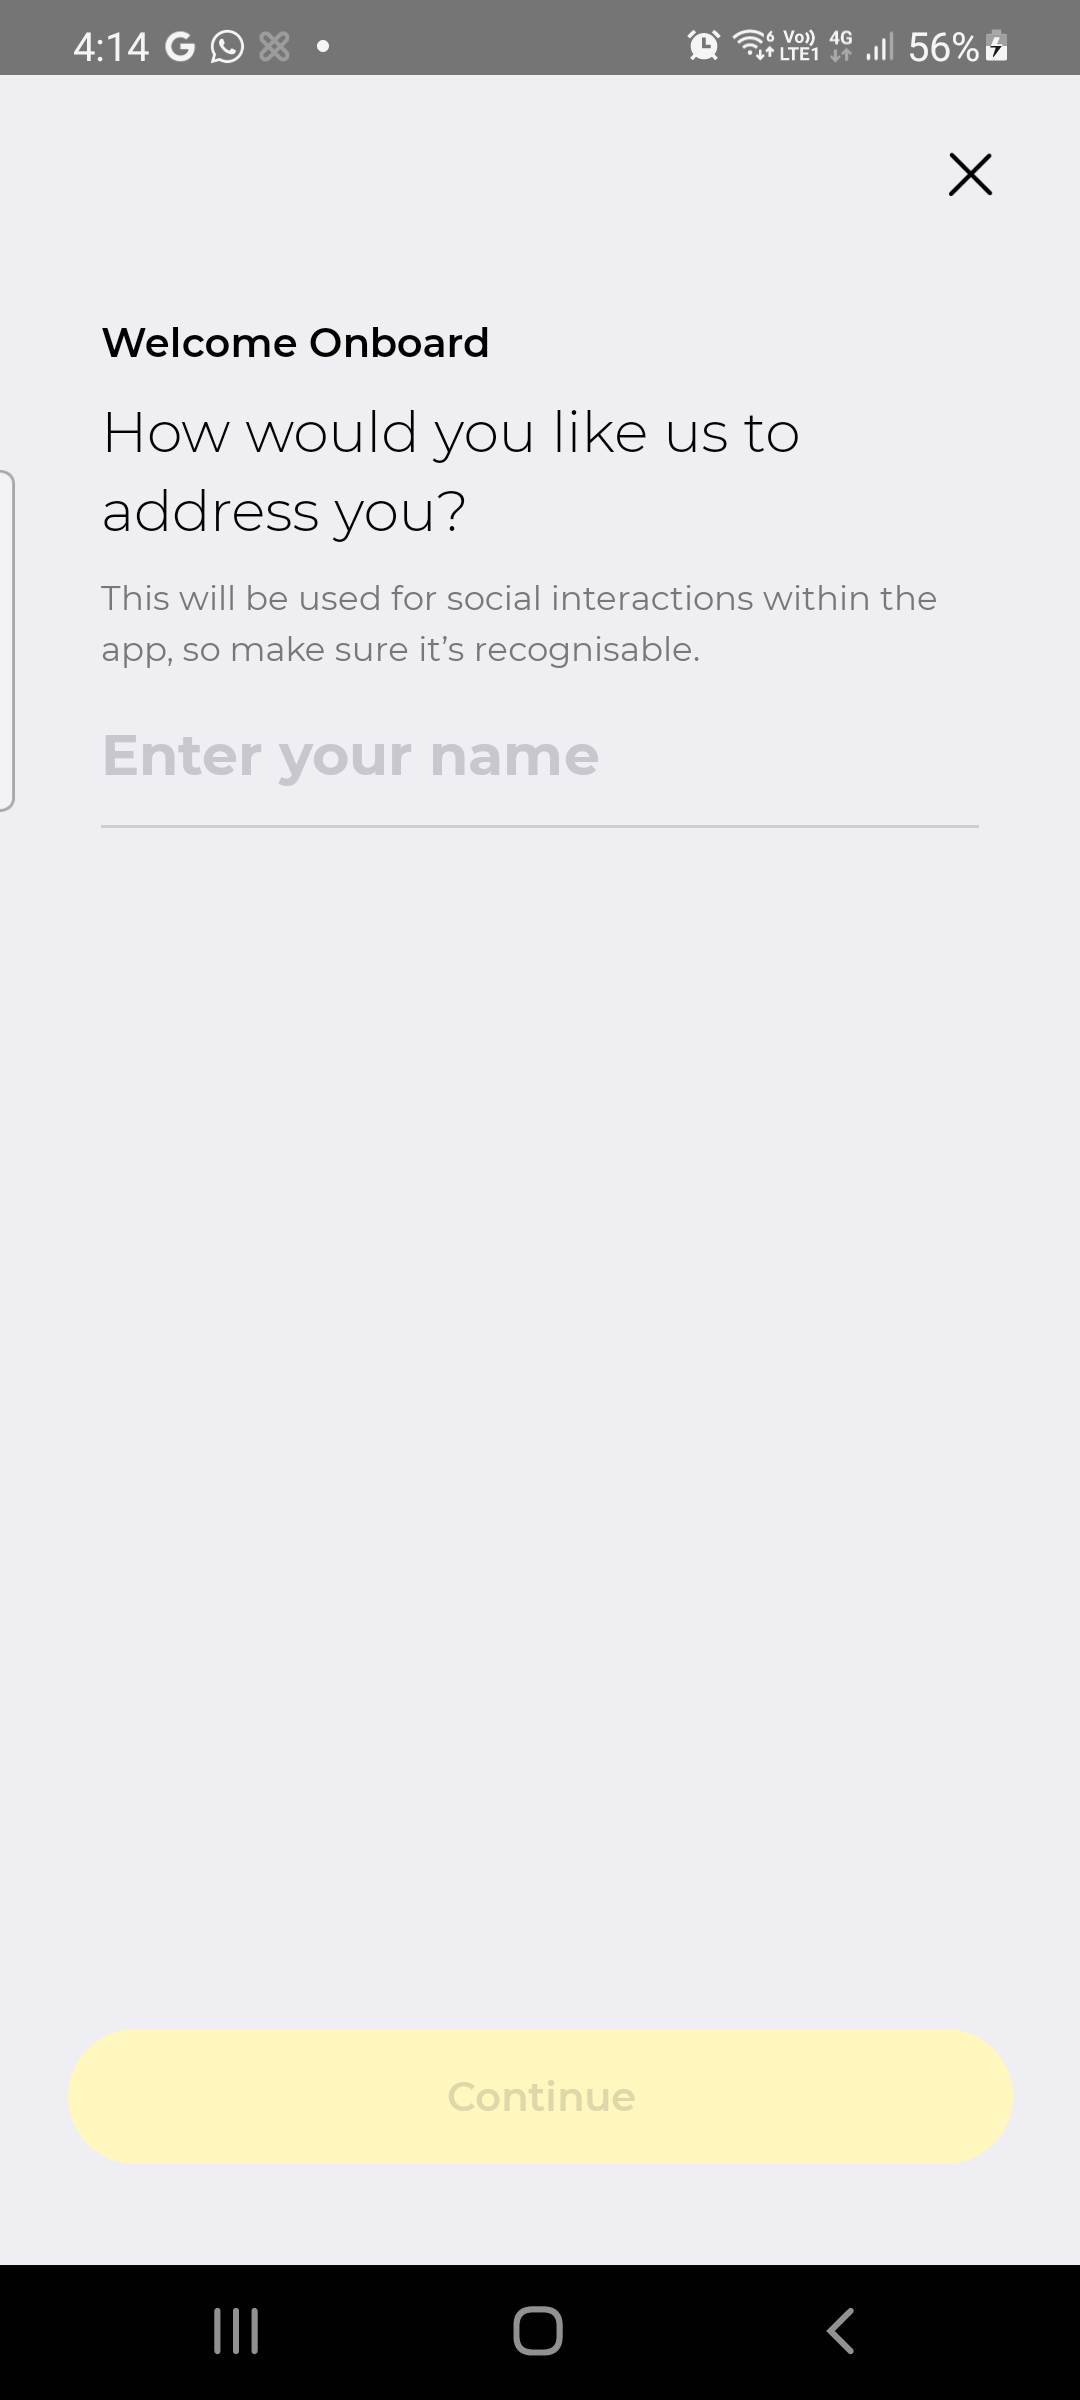 4:14
6 Vo)) LTE1 4G 56%
Welcome Onboard
How would you like us to
address you?
This will be used for social interactions within the
app, so make sure it’s recognisable.
Enter your name
Continue